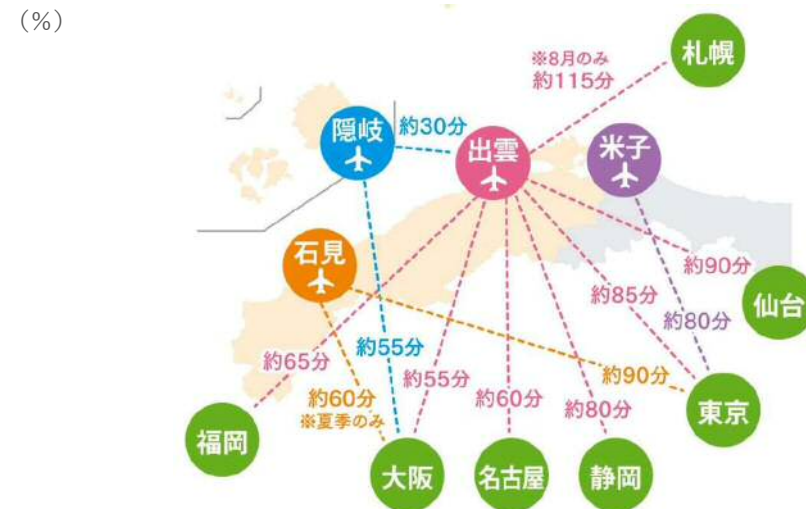 (%)
札幌
※8月のみ
約115分
隠岐
約30分
出雲
米子
石見
約90分
約85分
仙台
約80分
約65分
約55分
約60分
※夏季のみ
約55分
約60分
約80分
約90分
東京
福岡
大阪
名古屋
静岡